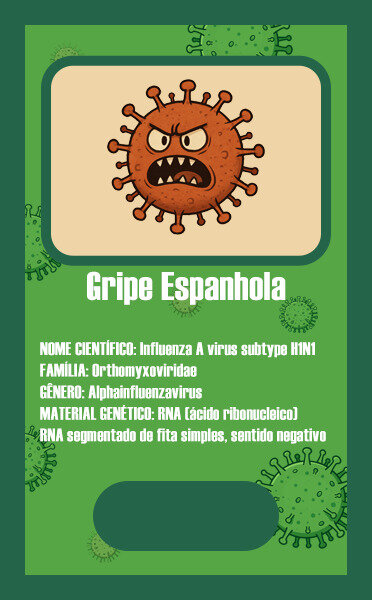 Gripe Espanhola
NOME CIENTÍFICO: Influenza A virus subtype H1N1
FAMÍLIA: Orthomyxoviridae
GÊNERO: Alphainfluenzavirus
MATERIAL GENÉTICO: RNA (ácido ribonucleico)
RNA segmentado de fita simples, sentido negativo